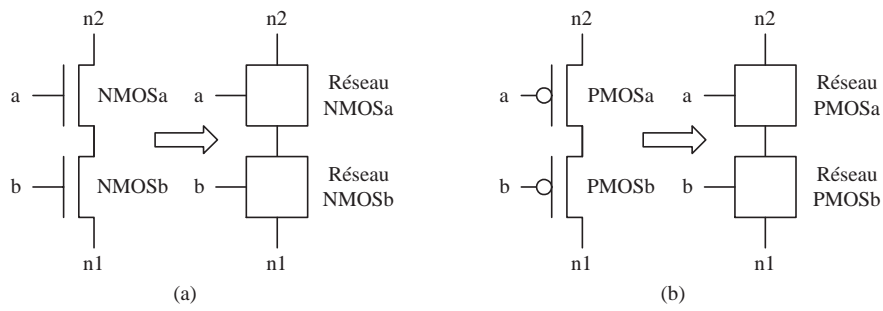 n2
n2
n2
n2
a
NMOSa
a
Réseau
NMOSa
a
PMOSa
a
Réseau
PMOSa
b
NMOSb
b
Réseau
NMOSb
b
PMOSb
b
Réseau
PMOSb
n1
n1
n1
n1
(a)
(b)